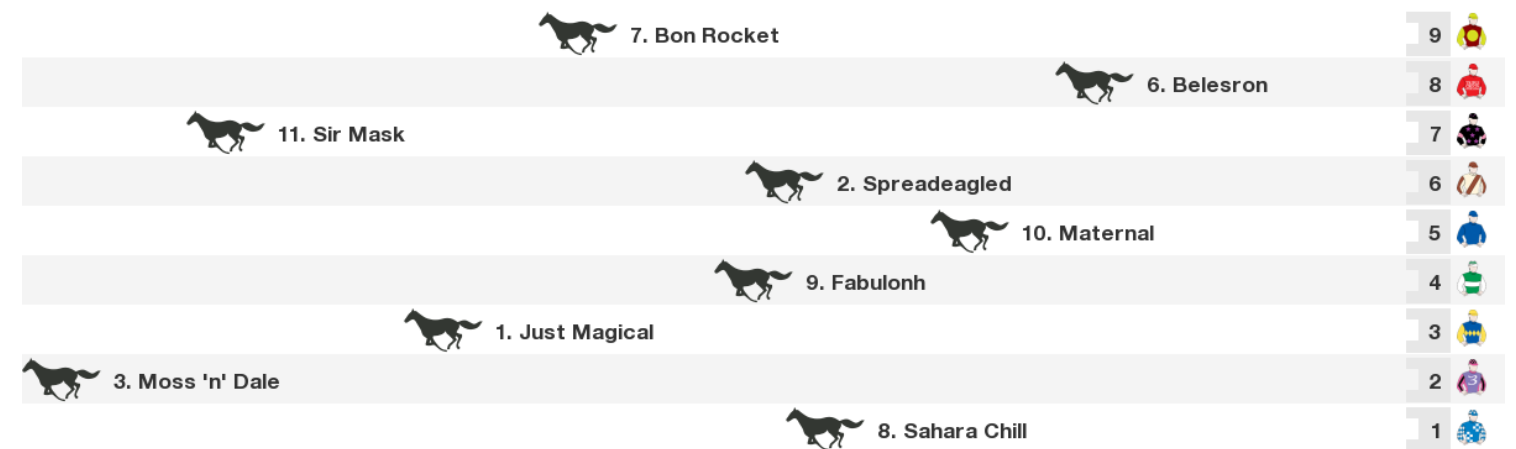 7. Bon Rocket 9
6. Belesron 8
11. Sir Mask 7
2. Spreadeagled 6
10. Maternal 5
9. Fabulonh 4
1. Just Magical 3
3. Moss 'n' Dale 2
3
8. Sahara Chill 1